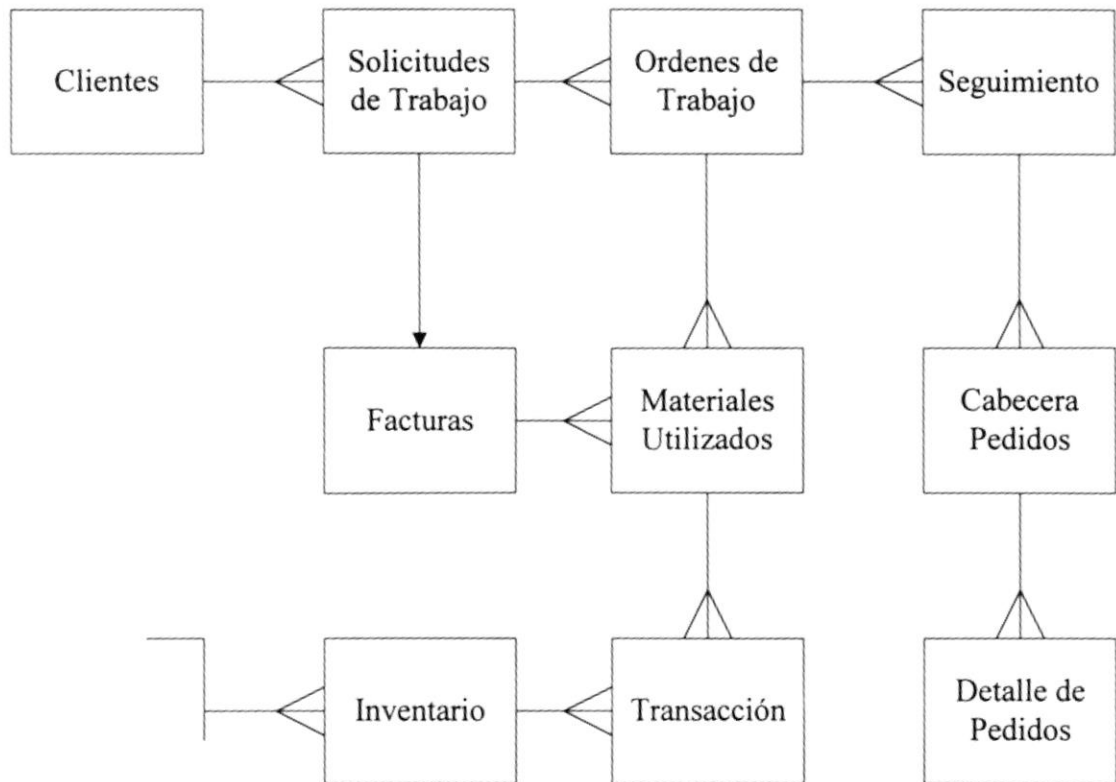 Clientes
Solicitudes
de Trabajo
Ordenes de
Trabajo
Seguimiento
Facturas
Materiales
Utilizados
Cabecera
Pedidos
Inventario
Transacción
Detalle de
Pedidos